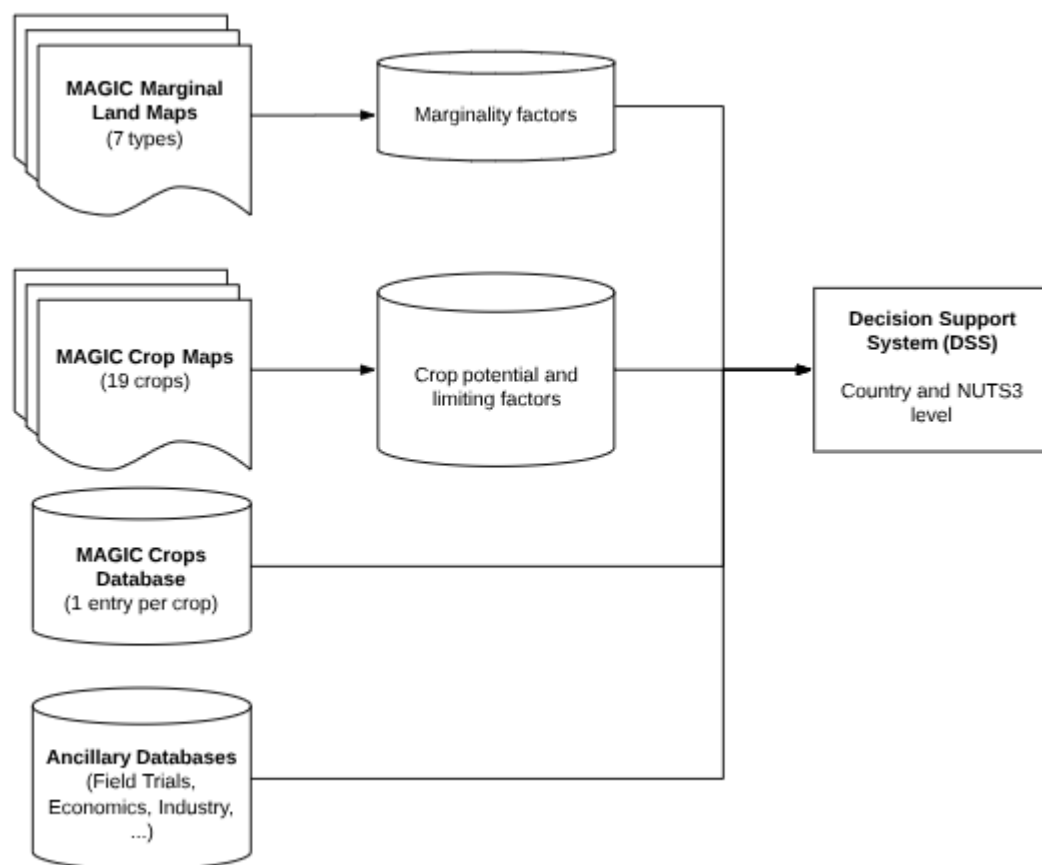 MAGIC Marginal
Land Maps
(7 types)
Marginality factors
MAGIC Crop Maps
(19 crops)
Crop potential and
limiting factors
Decision Support
System (DSS)
Country and NUTS3
level
MAGIC Crops
Database
(1 entry per crop)
Ancillary Databases
(Field Trials,
Economics, Industry,
...)